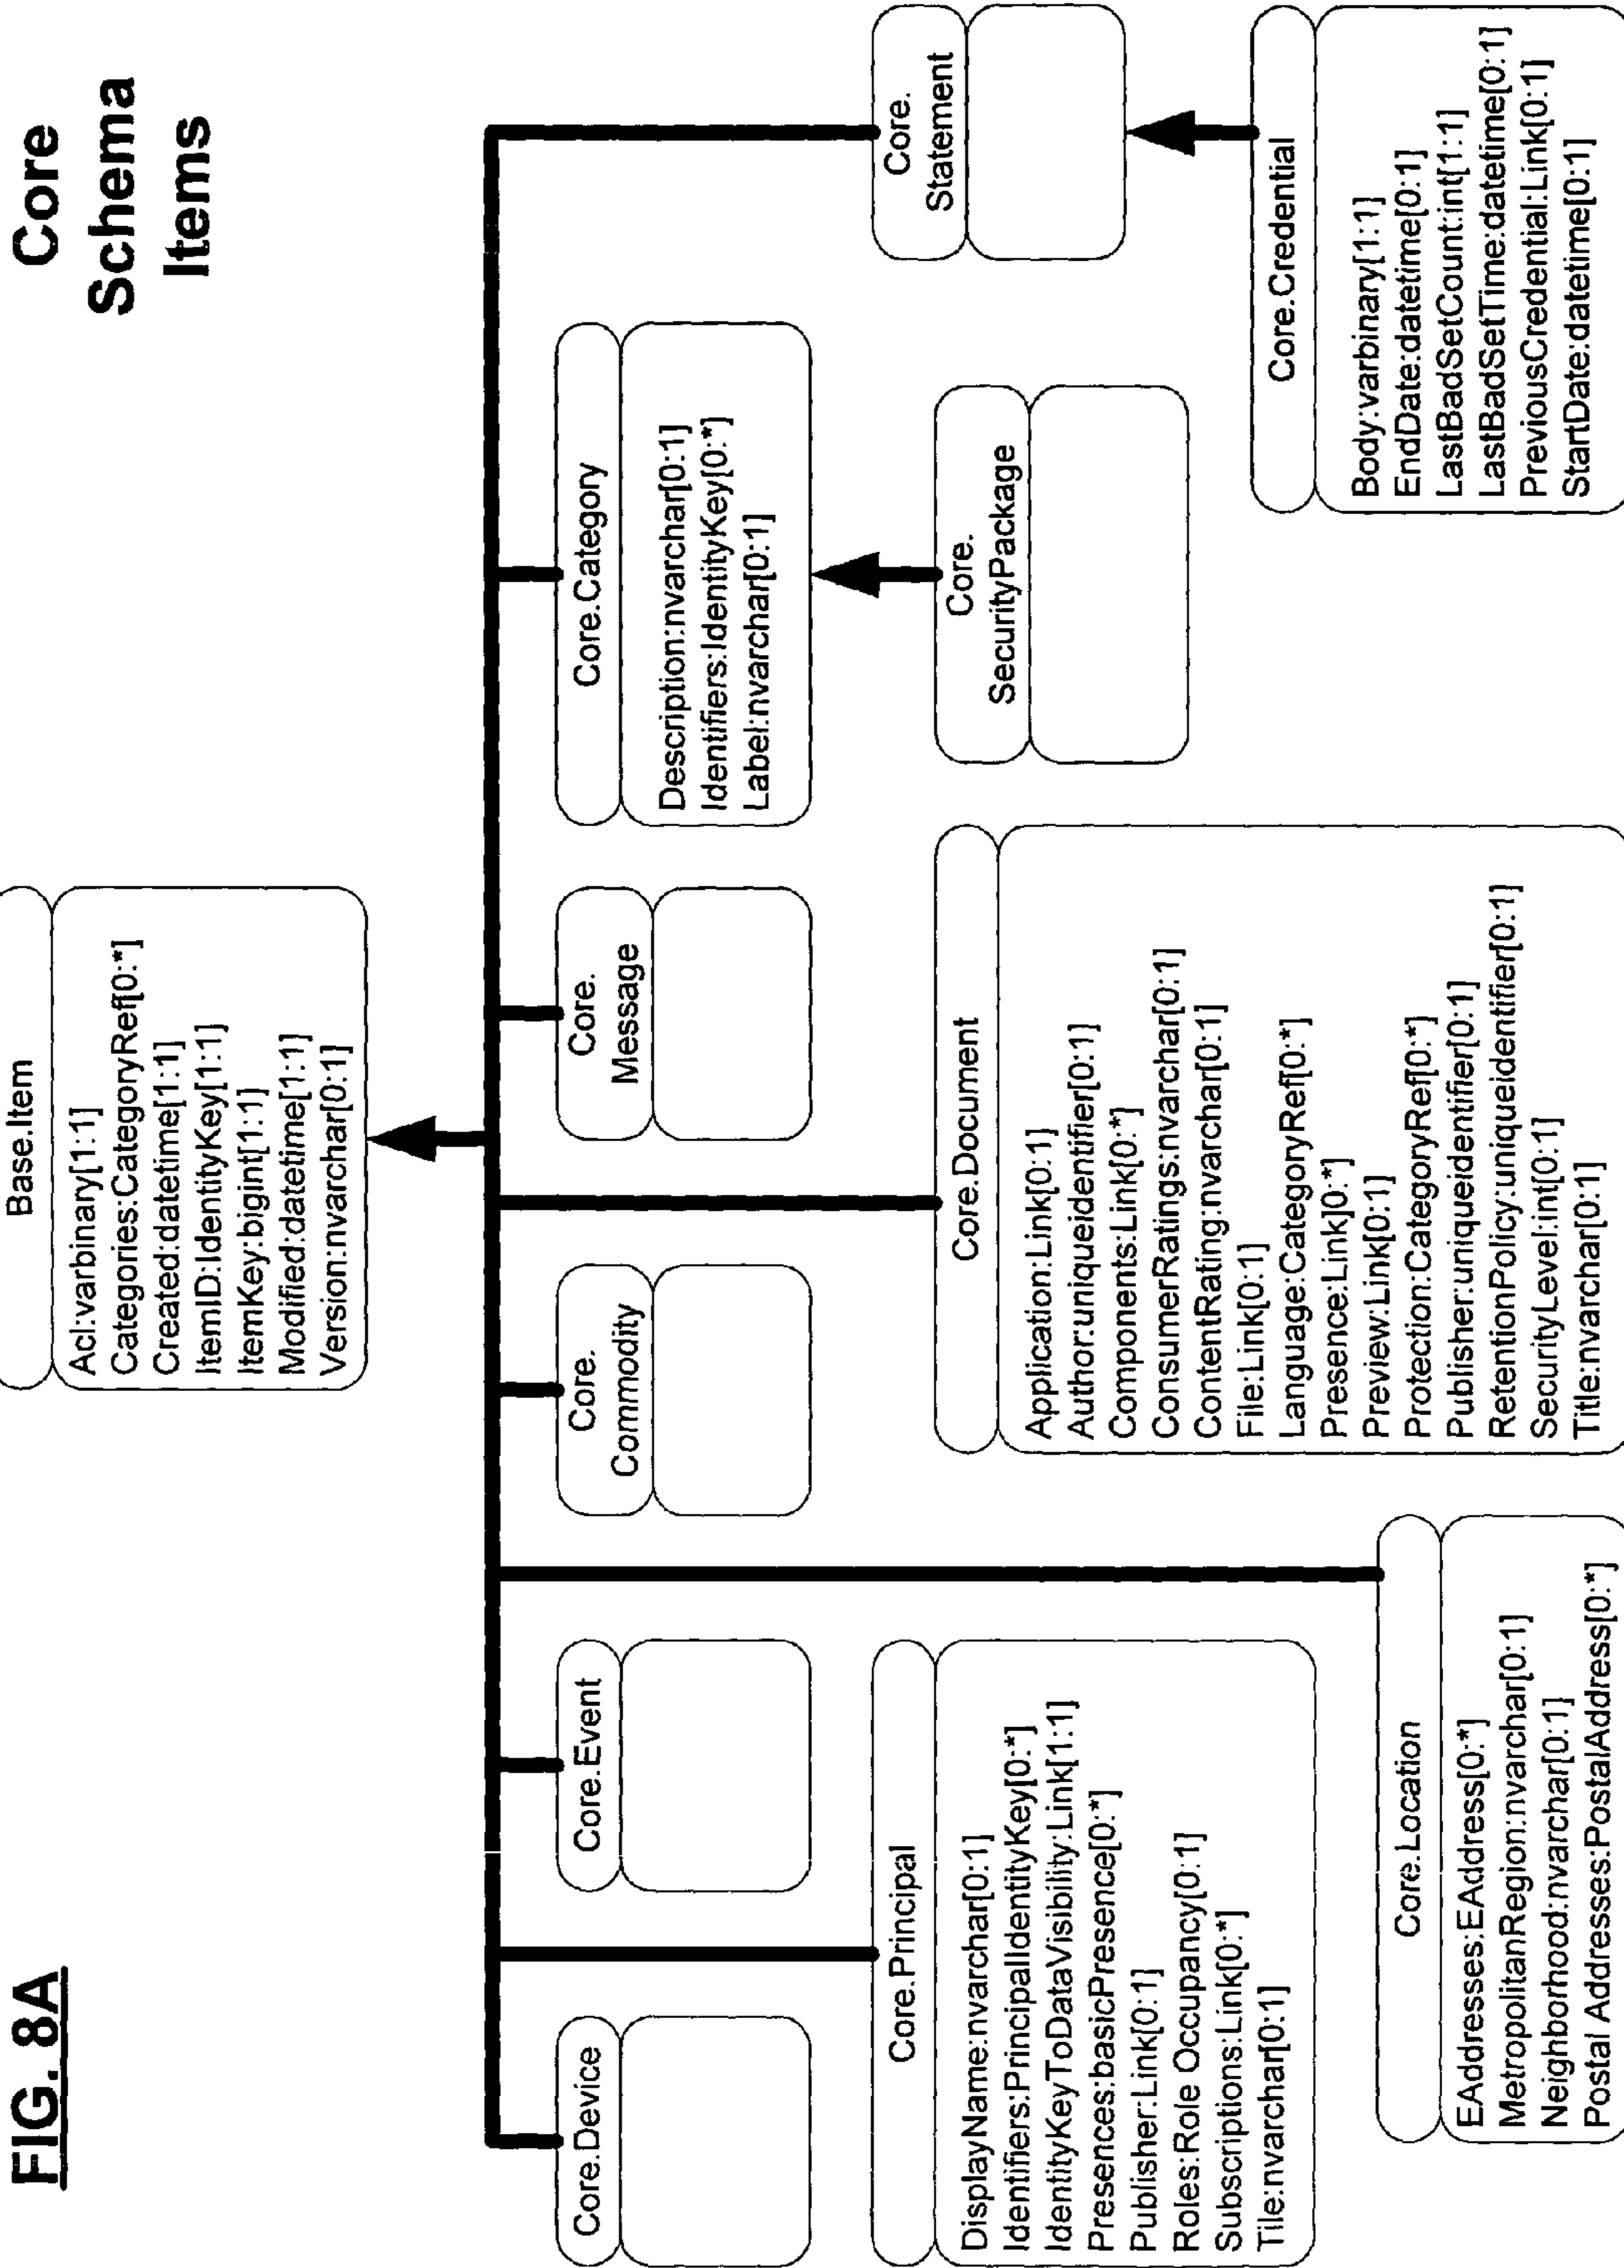 FIG. 8A
Core
Schema
Items
Base.Item
Acl:varbinary[1:1]
Categories:CategoryRef[0:*]
Created:datetime[1:1]
ItemID:IdentityKey[1:1]
ItemKey:bigint[1:1]
Modified:datetime[1:1]
Version:nvarchar[0:1]
Core.Device
Core.Event
Core.
Commodity
Core.
Message
Core.Category
Description:nvarchar[0:1]
Identifiers:IdentityKey[0:*]
Label:nvarchar[0:1]
Core.
Statement
Core.Principal
DisplayName:nvarchar[0:1]
Identifiers:PrincipalIdentityKey[0:*]
IdentityKeyToDataVisibility:Link[1:1]
Presences:basicPresence[0:*]
Publisher:Link[0:1]
Roles:Role Occupancy[0:1]
Subscriptions:Link[0:*]
Tile:nvarchar[0:1]
Core.Document
Application:Link[0:1]
Author:uniqueidentifier[0:1]
Components:Link[0:*]
ConsumerRatings:nvarchar[0:1]
ContentRating:nvarchar[0:1]
File:Link[0:1]
Language:CategoryRef[0:*]
Presence:Link]0:*]
Preview:Link[0:1]
Protection:CategoryRef[0:*]
Publisher:uniqueidentifier[0:1]
RetentionPolicy:uniqueidentifier[0:1]
SecurityLevel:int[0:1]
Title:nvarchar[0:1]
Core.
SecurityPackage
Core.Credential
Body:varbinary[1:1]
EndDate:datetime[0:1]
LastBadSetCount:int[1:1]
LastBadSetTime:datetime[0:1]
PreviousCredential:Link[0:1]
StartDate:datetime[0:1]
Core.Location
EAddresses:EAddress[0:*]
MetropolitanRegion:nvarchar[0:1]
Neighborhood:nvarchar[0:1]
Postal Addresses:PostalAddress[0:*]